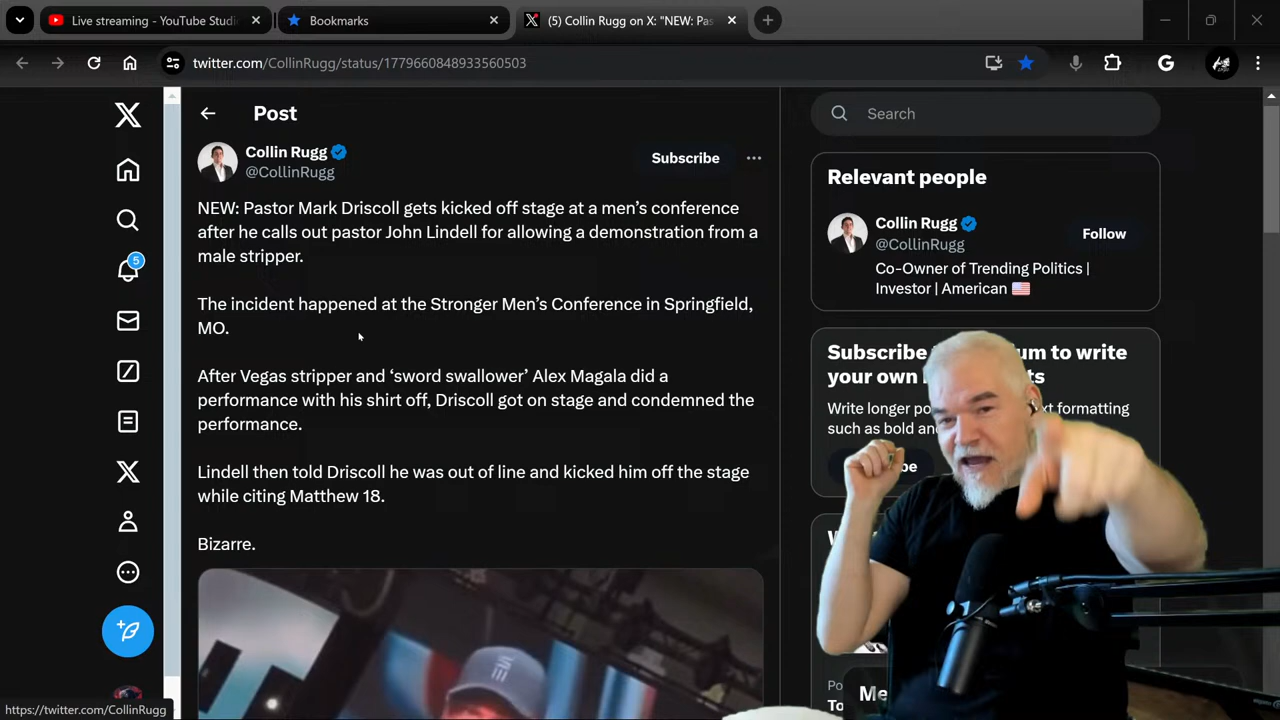 Live streaming - YouTube Studi
Bookmarks
(5) Collin Rugg on X: "NEW: Pas
twitter.com/CollinRugg/status/1779660848933560503
Post
Search
Collin Rugg
@CollinRugg
Subscribe
NEW: Pastor Mark Driscoll gets kicked off stage at a men’s conference
after he calls out pastor John Lindell for allowing a demonstration from a
male stripper.
The incident happened at the Stronger Men’s Conference in Springfield,
MO.
After Vegas stripper and ‘sword swallower’ Alex Magala did a
performance with his shirt off, Driscoll got on stage and condemned the
performance.
Lindell then told Driscoll he was out of line and kicked him off the stage
while citing Matthew 18.
Bizarre.
Relevant people
Collin Rugg
@CollinRugg
Follow
Co-Owner of Trending Politics |
Investor | American
to write
your own
Write longer
formatting
such as bold
5
https://twitter.com/CollinRugg